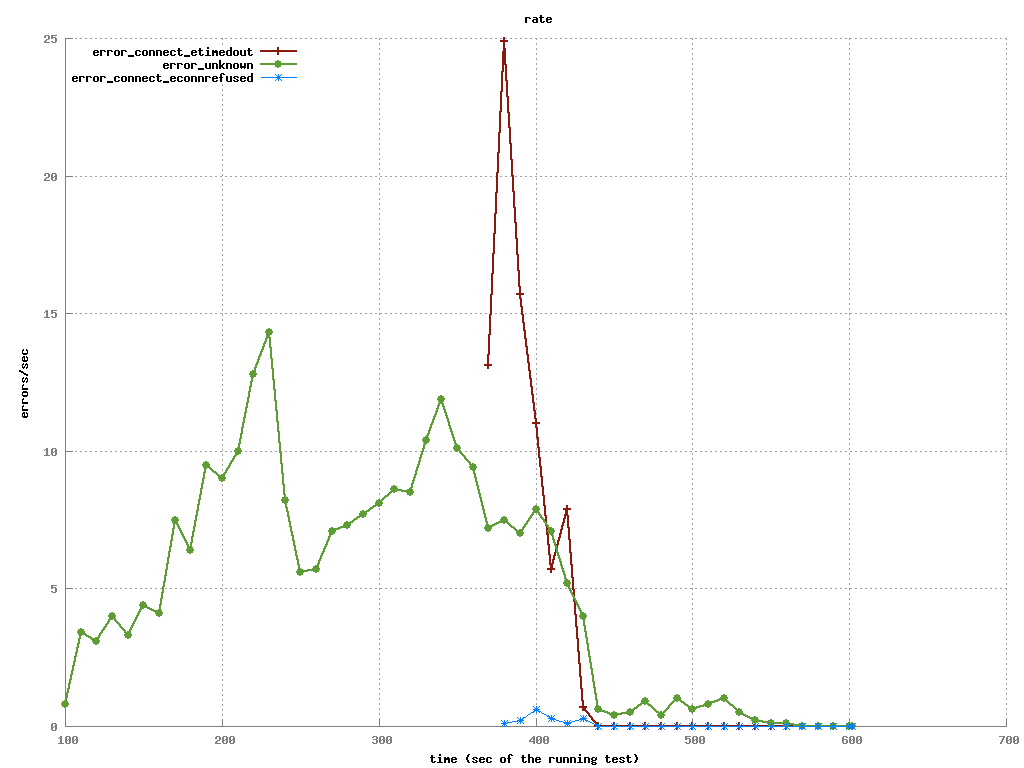 rate
25
error_connect_etimedout
error_unknown
error_connect_econnrefused
20
15
errors/sec
10
5
0
100 200 300 400 500 600 700
time (sec of the running test)